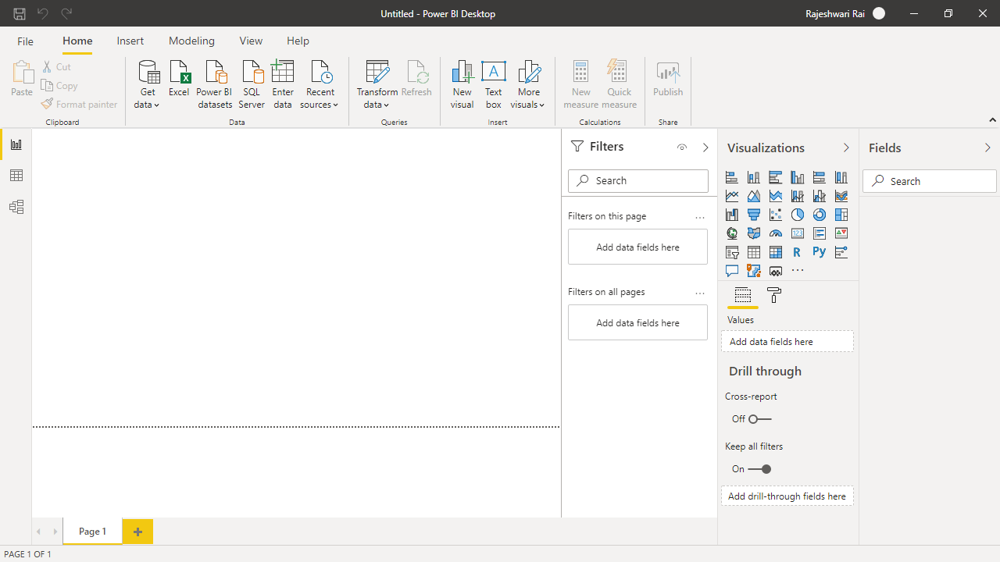 Untitled - Power BI Desktop
Rajeshwari Rai
File
Home
Insert
Modeling
View
Help
Paste
Cut
Copy
Format painter
Clipboard
Get
data
Excel
Power BI
datasets
SQL
Server
Enter
data
Recent
sources
Data
Transform
data
Refresh
Queries
New
visual
Text
box
More
visuals
Insert
New
measure
Quick
measure
Calculations
Publish
Share
Filters
Search
Filters on this page
Add data fields here
Filters on all pages
Add data fields here
Visualizations
123
R
Py
Values
Add data fields here
Drill through
Cross-report
Off
Keep all filters
On
Add drill-through fields here
Fields
Search
Page 1
PAGE 1 OF 1